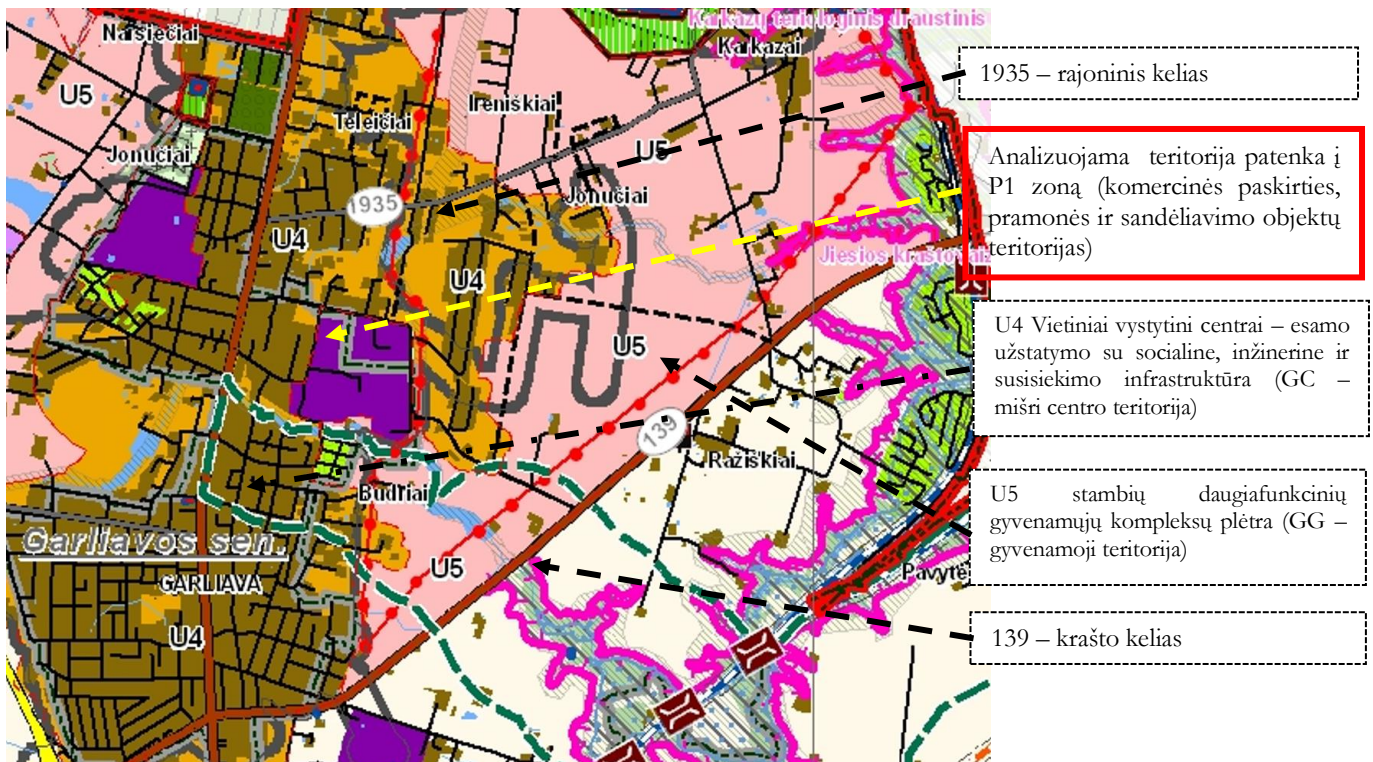 Karkazų teriologinis draustinis
Naisiečiai
Karkazai
U5
Ireniškiai
Teleičiai
U5
Jonučiai
Jonučiai
1935
U4
U4
Jiesios kraštovaiz
U5
139
Ražiškiai
Budriai
Garliavos sen.
GARLIAVA
U5
Pavytė
U4
1935 – rajoninis kelias
Analizuojama teritorija patenka į
P1 zoną (komercinės paskirties,
pramonės ir sandėliavimo objektų
teritorijas)
U4 Vietiniai vystytini centrai – esamo
užstatymo su socialine, inžinerine ir
susisiekimo infrastruktūra (GC –
mišri centro teritorija)
U5 stambių daugiafunkcinių
gyvenamųjų kompleksų plėtra (GG –
gyvenamoji teritorija)
139 – krašto kelias